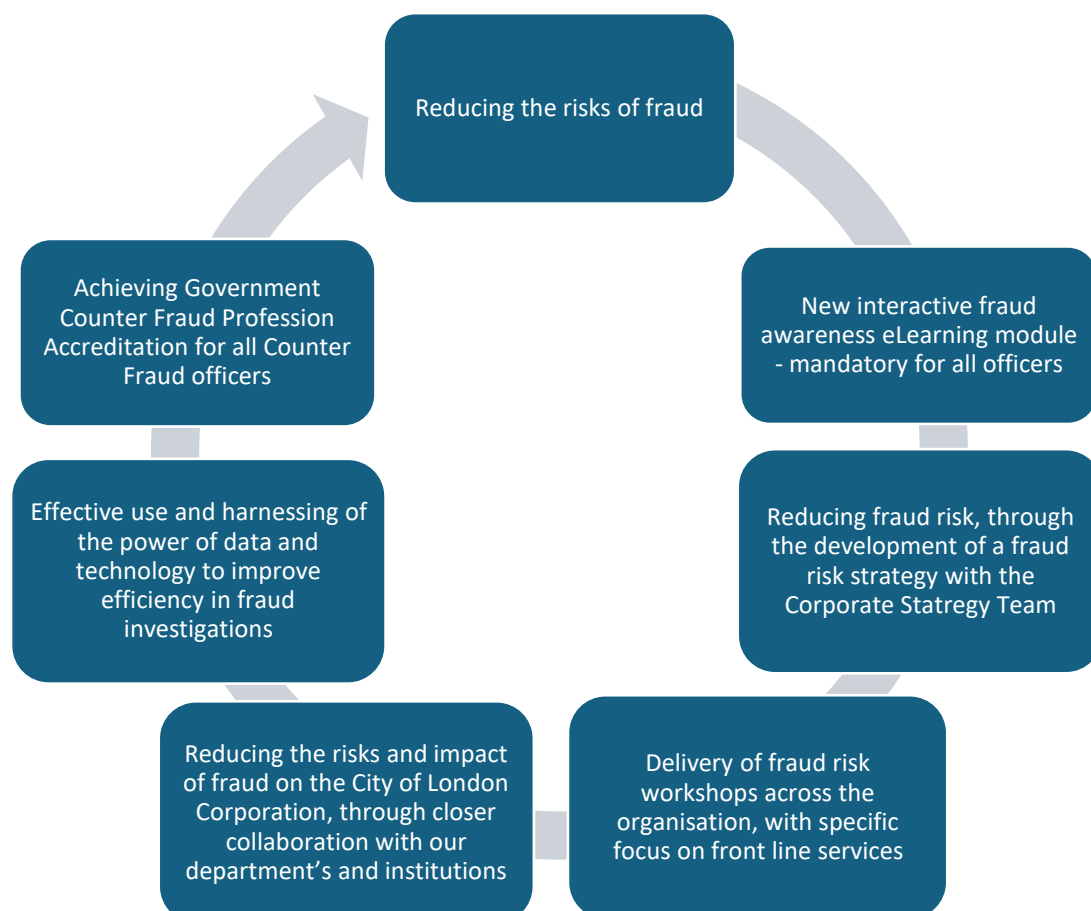 Reducing the risks of fraud
New interactive fraud
awareness eLearning module
- mandatory for all officers
Reducing fraud risk, through
the development of a fraud
risk strategy with the
Corporate Statregy Team
Delivery of fraud risk
workshops across the
organisation, with specific
focus on front line services
Reducing the risks and impact
of fraud on the City of London
Corporation, through closer
collaboration with our
department’s and institutions
Effective use and harnessing of
the power of data and
technology to improve
efficiency in fraud
investigations
Achieving Government
Counter Fraud Profession
Accreditation for all Counter
Fraud officers